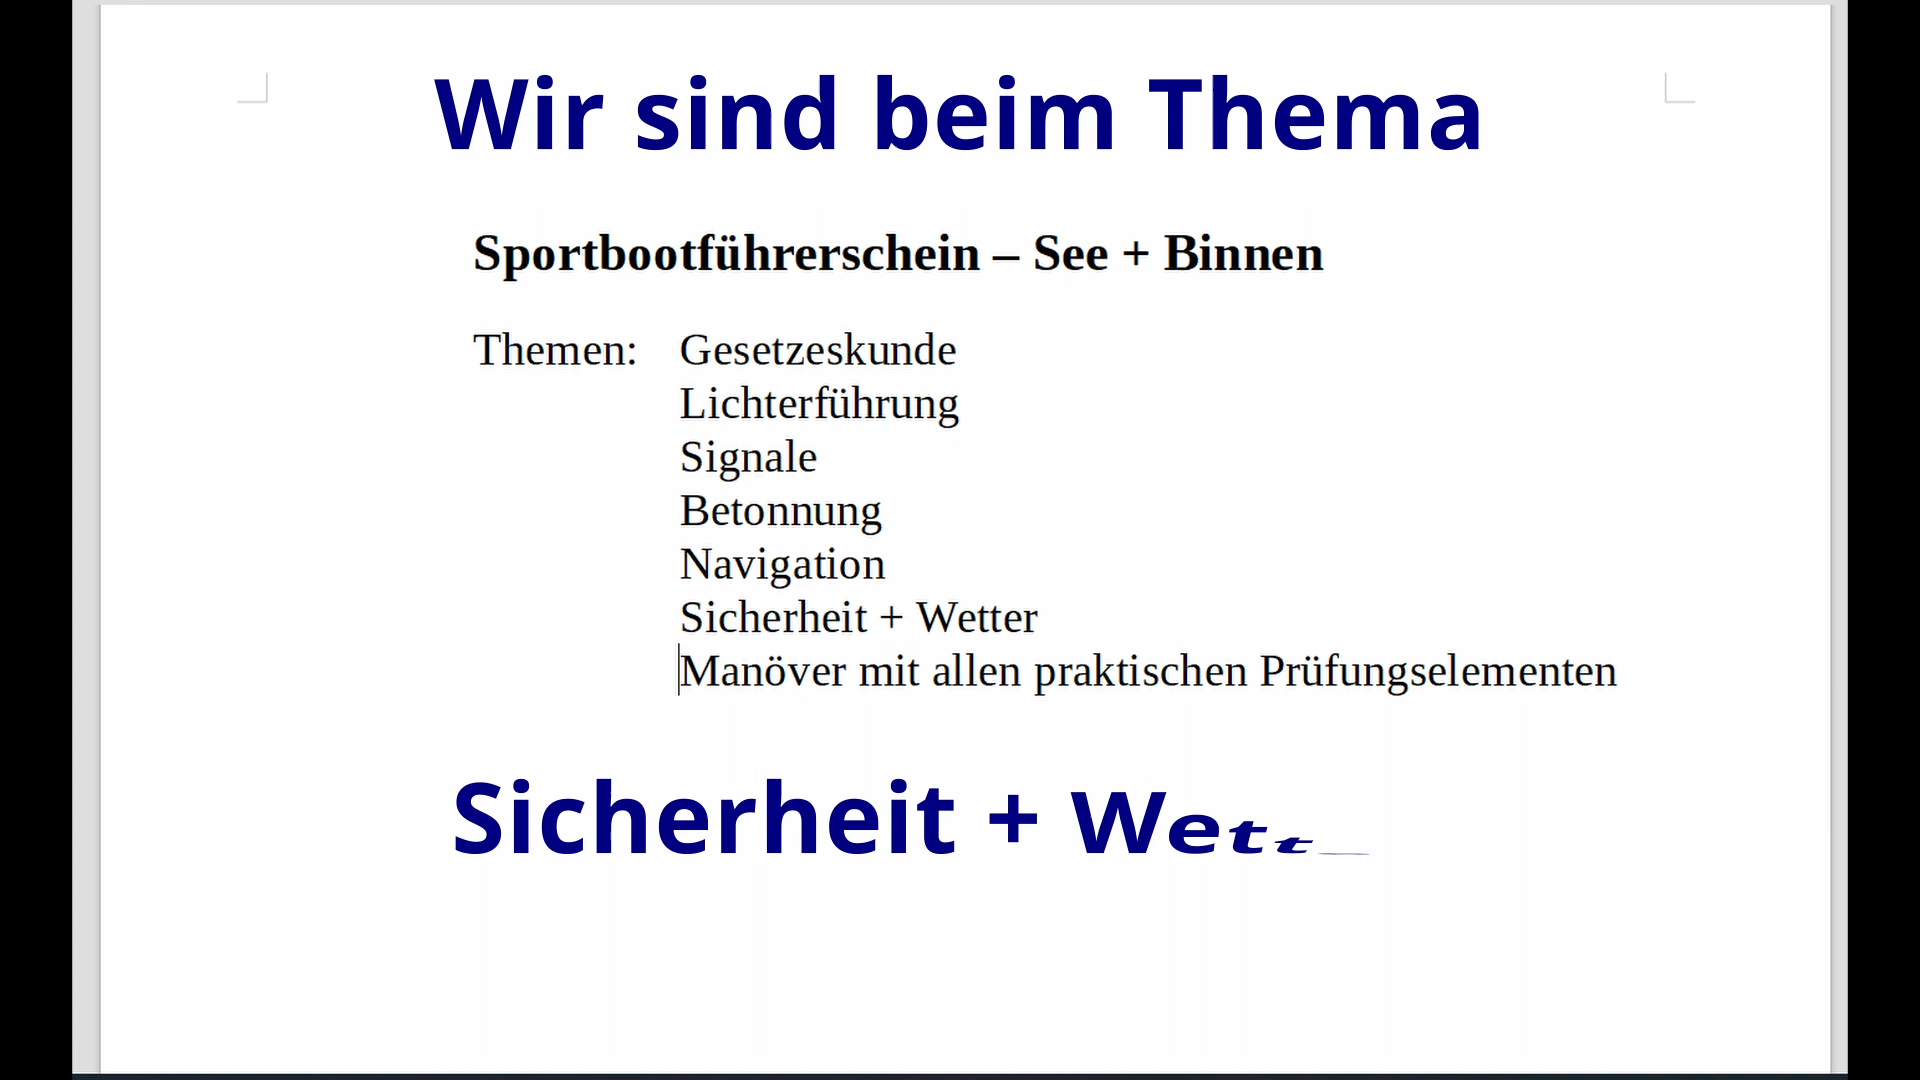 Wir sind beim Thema
Sportbootführerschein – See + Binnen
Themen: Gesetzeskunde
Lichterführung
Signale
Betonnung
Navigation
Sicherheit + Wetter
Manöver mit allen praktischen Prüfungselementen
Sicherheit + Wett